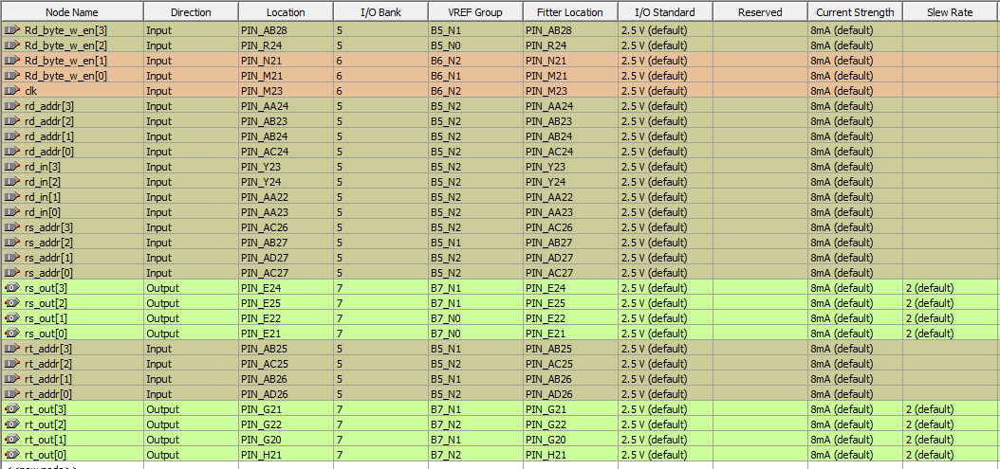 Node Name Direction Location I/O Bank VREF Group Fitter Location I/O Standard Reserved Current Strength Slew Rate
Rd_byte_w_en[3] Input PIN_AB28 5 B5_N1 PIN_AB28 2.5 V (default) 8mA (default)
Rd_byte_w_en[2] Input PIN_R24 5 B5_N0 PIN_R24 2.5 V (default) 8mA (default)
Rd_byte_w_en[1] Input PIN_N21 6 B6_N2 PIN_N21 2.5 V (default) 8mA (default)
Rd_byte_w_en[0] Input PIN_M21 6 B6_N1 PIN_M21 2.5 V (default) 8mA (default)
clk Input PIN_M23 6 B6_N2 PIN_M23 2.5 V (default) 8mA (default)
rd_addr[3] Input PIN_AA24 5 B5_N2 PIN_AA24 2.5 V (default) 8mA (default)
rd_addr[2] Input PIN_AB23 5 B5_N2 PIN_AB23 2.5 V (default) 8mA (default)
rd_addr[1] Input PIN_AB24 5 B5_N2 PIN_AB24 2.5 V (default) 8mA (default)
rd_addr[0] Input PIN_AC24 5 B5_N2 PIN_AC24 2.5 V (default) 8mA (default)
rd_in[3] Input PIN_Y23 5 B5_N2 PIN_Y23 2.5 V (default) 8mA (default)
rd_in[2] Input PIN_Y24 5 B5_N2 PIN_Y24 2.5 V (default) 8mA (default)
rd_in[1] Input PIN_AA22 5 B5_N2 PIN_AA22 2.5 V (default) 8mA (default)
rd_in[0] Input PIN_AA23 5 B5_N2 PIN_AA23 2.5 V (default) 8mA (default)
rs_addr[3] Input PIN_AC26 5 B5_N2 PIN_AC26 2.5 V (default) 8mA (default)
rs_addr[2] Input PIN_AB27 5 B5_N1 PIN_AB27 2.5 V (default) 8mA (default)
rs_addr[1] Input PIN_AD27 5 B5_N2 PIN_AD27 2.5 V (default) 8mA (default)
rs_addr[0] Input PIN_AC27 5 B5_N2 PIN_AC27 2.5 V (default) 8mA (default)
rs_out[3] Output PIN_E24 7 B7_N1 PIN_E24 2.5 V (default) 8mA (default) 2 (default)
rs_out[2] Output PIN_E25 7 B7_N1 PIN_E25 2.5 V (default) 8mA (default) 2 (default)
rs_out[1] Output PIN_E22 7 B7_N0 PIN_E22 2.5 V (default) 8mA (default) 2 (default)
rs_out[0] Output PIN_E21 7 B7_N0 PIN_E21 2.5 V (default) 8mA (default) 2 (default)
rt_addr[3] Input PIN_AB25 5 B5_N1 PIN_AB25 2.5 V (default) 8mA (default)
rt_addr[2] Input PIN_AC25 5 B5_N2 PIN_AC25 2.5 V (default) 8mA (default)
rt_addr[1] Input PIN_AB26 5 B5_N1 PIN_AB26 2.5 V (default) 8mA (default)
rt_addr[0] Input PIN_AD26 5 B5_N2 PIN_AD26 2.5 V (default) 8mA (default)
rt_out[3] Output PIN_G21 7 B7_N1 PIN_G21 2.5 V (default) 8mA (default) 2 (default)
rt_out[2] Output PIN_G22 7 B7_N2 PIN_G22 2.5 V (default) 8mA (default) 2 (default)
rt_out[1] Output PIN_G20 7 B7_N1 PIN_G20 2.5 V (default) 8mA (default) 2 (default)
rt_out[0] Output PIN_H21 7 B7_N2 PIN_H21 2.5 V (default) 8mA (default) 2 (default)